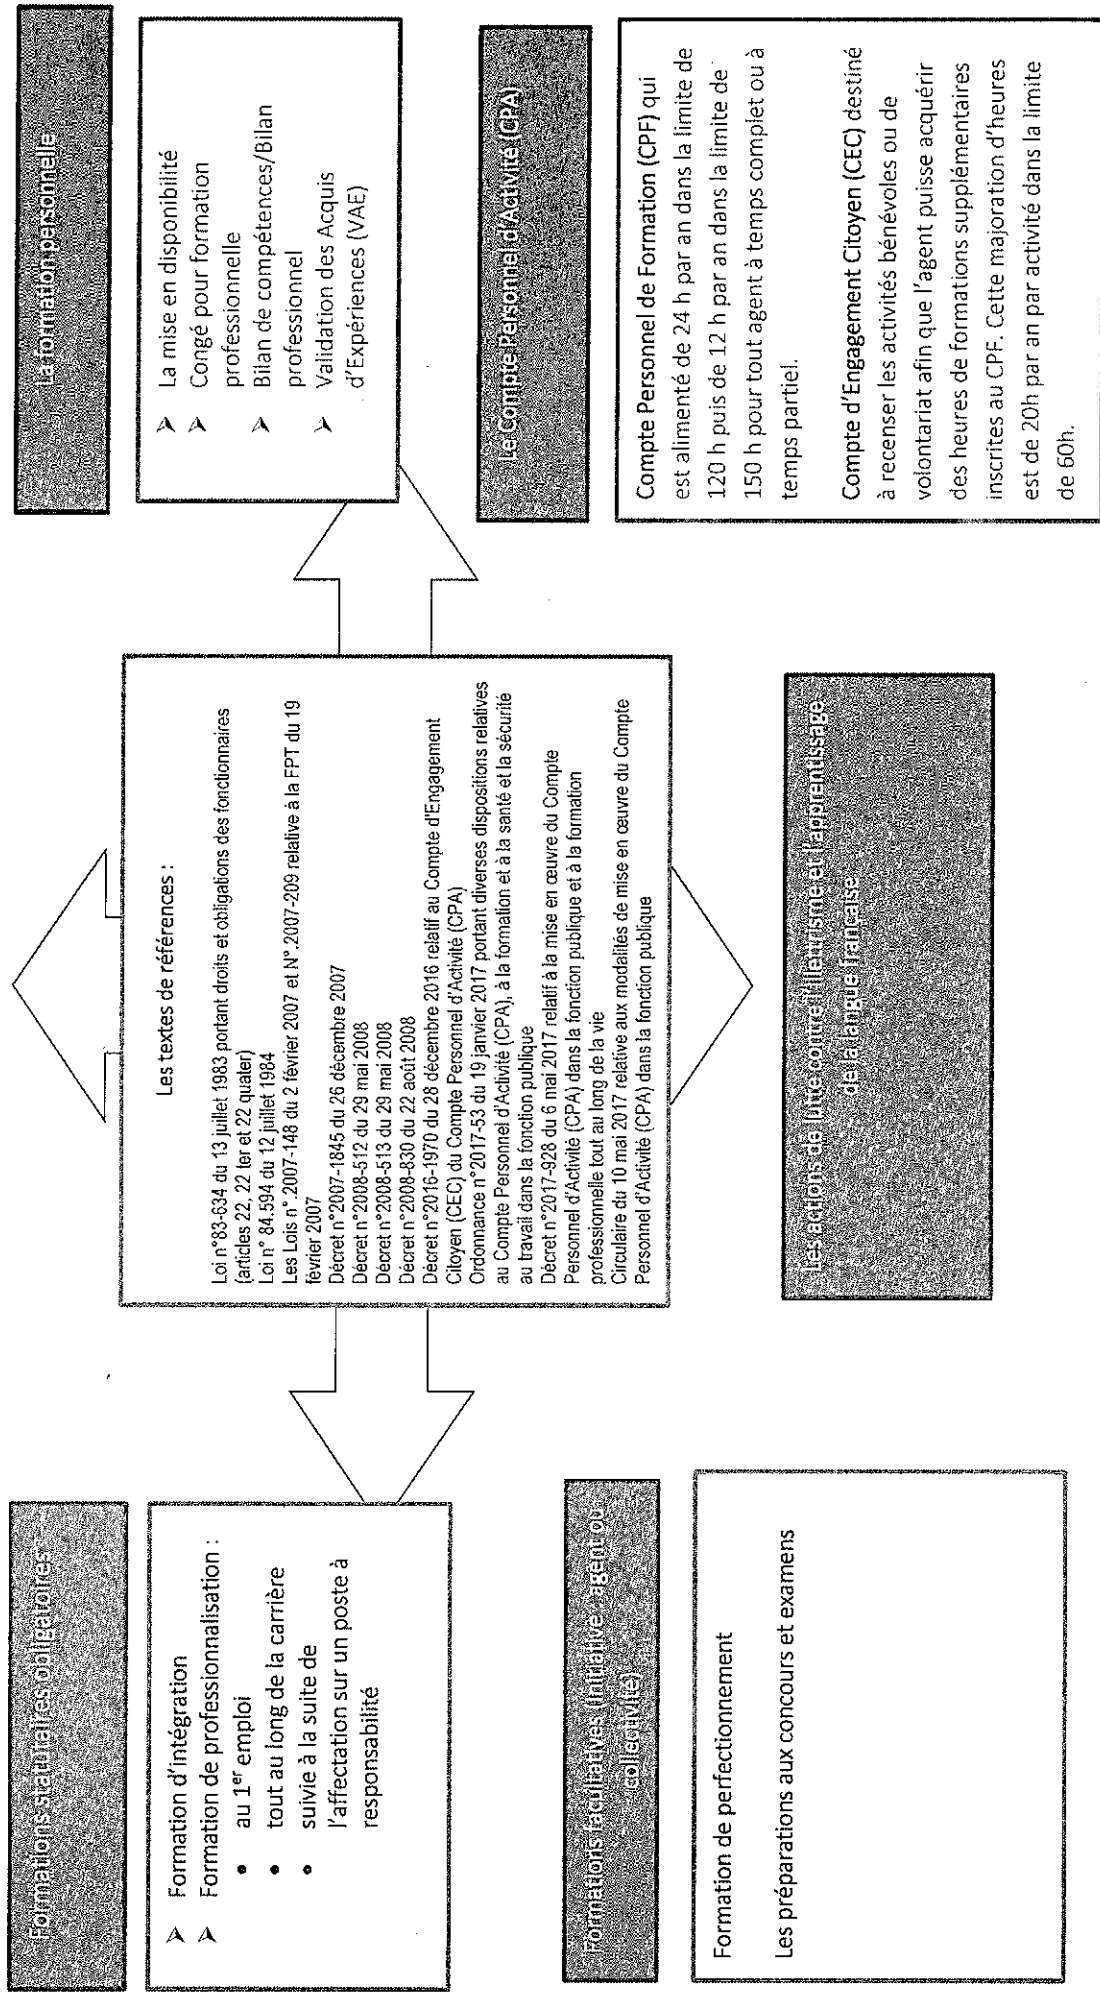 Formations statutaires obligatoires
➢ Formation d'intégration
➢ Formation de professionnalisation :
• au 1er emploi
• tout au long de la carrière
• suivie à la suite de
l'affectation sur un poste à
responsabilité
Formations facultatives (initiative : agent ou
collectivité)
Formation de perfectionnement
Les préparations aux concours et examens
Les textes de références :
Loi n°83-634 du 13 juillet 1983 portant droits et obligations des fonctionnaires
(articles 22, 22 ter et 22 quater)
Loi n° 84.594 du 12 juillet 1984
Les Lois n°.2007-148 du 2 février 2007 et N°.2007-209 relative à la FPT du 19
février 2007
Décret n°2007-1845 du 26 décembre 2007
Décret n°2008-512 du 29 mai 2008
Décret n°2008-513 du 29 mai 2008
Décret n°2008-830 du 22 août 2008
Décret n°2016-1970 du 28 décembre 2016 relatif au Compte d'Engagement
Citoyen (CEC) du Compte Personnel d'Activité (CPA)
Ordonnance n°2017-53 du 19 janvier 2017 portant diverses dispositions relatives
au Compte Personnel d'Activité (CPA), à la formation et à la santé et la sécurité
au travail dans la fonction publique
Décret n°2017-928 du 6 mai 2017 relatif à la mise en œuvre du Compte
Personnel d'Activité (CPA) dans la fonction publique et à la formation
professionnelle tout au long de la vie
Circulaire du 10 mai 2017 relative aux modalités de mise en œuvre du Compte
Personnel d'Activité (CPA) dans la fonction publique
Les actions de lutte contre l'illettrisme et l'apprentissage
de la langue française
La formation personnelle
➢ La mise en disponibilité
➢ Congé pour formation
professionnelle
➢ Bilan de compétences/Bilan
professionnel
➢ Validation des Acquis
d'Expériences (VAE)
Le Compte Personnel d'Activité (CPA)
Compte Personnel de Formation (CPF) qui
est alimenté de 24 h par an dans la limite de
120 h puis de 12 h par an dans la limite de
150 h pour tout agent à temps complet ou à
temps partiel.
Compte d'Engagement Citoyen (CEC) destiné
à recenser les activités bénévoles ou de
volontariat afin que l'agent puisse acquérir
des heures de formations supplémentaires
inscrites au CPF. Cette majoration d'heures
est de 20h par an par activité dans la limite
de 60h.